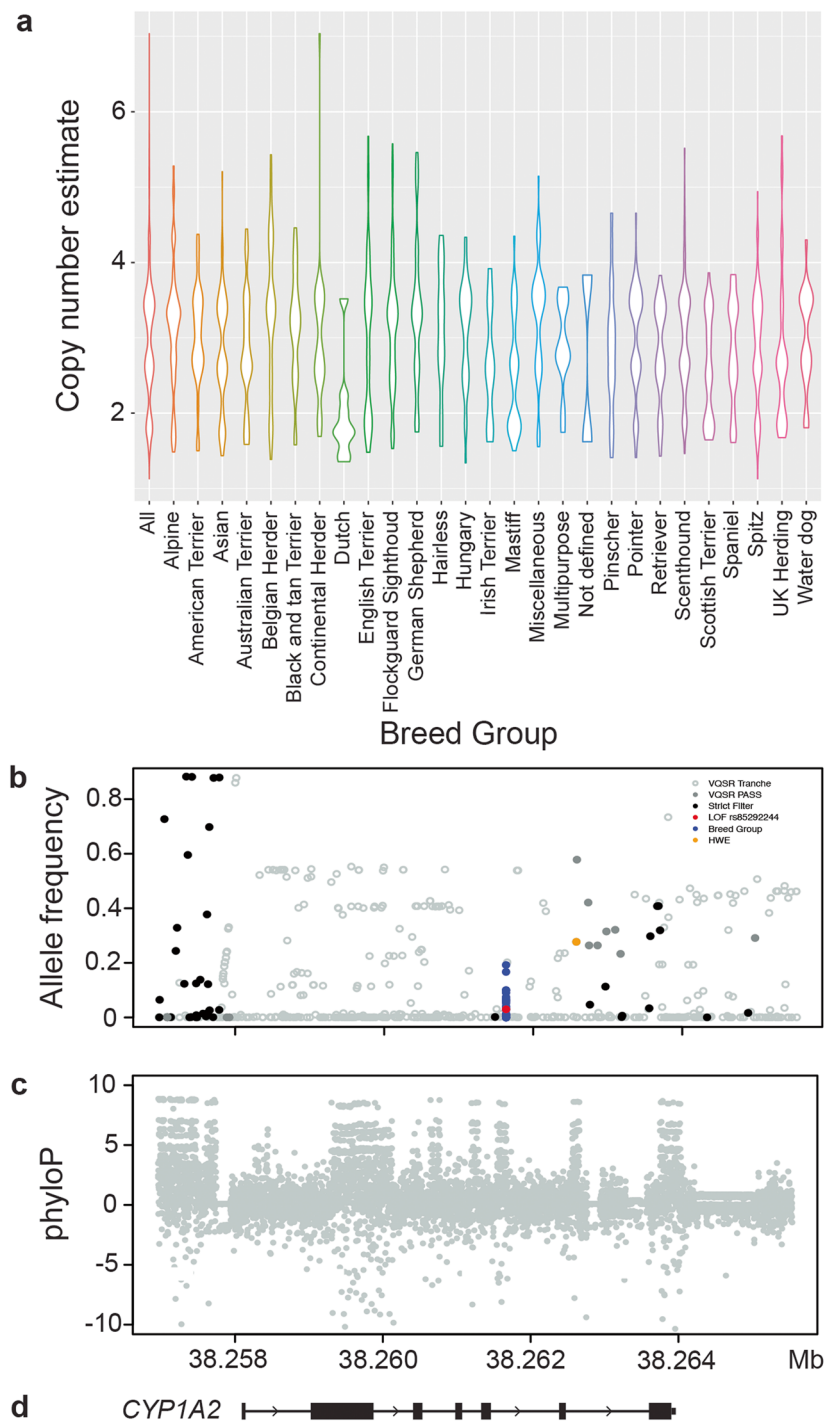 a
Copy number estimate
6
4
2
All
Alpine
American Terrier
Asian
Australian Terrier
Belgian Herder
Black and tan Terrier
Continental Herder
Dutch
English Terrier
Flockguard Sighthoud
German Shepherd
Hairless
Hungary
Irish Terrier
Mastiff
Miscellaneous
Multipurpose
Not defined
Pinscher
Pointer
Retriever
Scenthound
Scottish Terrier
Spaniel
Spitz
UK Herding
Water dog
Breed Group
b
Allele frequency
0.8
0.6
0.4
0.2
0
VQSR Tranche
VQSR PASS
Strict Filter
LOF rs85292244
Breed Group
HWE
c
phyloP
10
5
0
-5
-10
38.258
38.260
38.262
38.264
Mb
d
CYP1A2